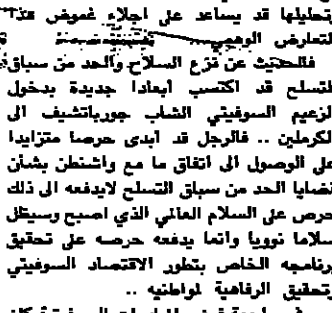 تحليلها قد يساعد على اجلاء غموض هذا
التعارض الوهمي
فالحديث عن نزع السلاح والحد من سباق
التسلح قد اكتسب أبعادا جديدة بدخول
الزعيم السوفيتي الشاب جورباتشيف الى
الكرملين .. فالرجل قد أبدى حرصا متزايدا
على الوصول الى اتفاق ما مع واشنطن بشأن
قضايا الحد من سباق التسلح لايدفعه الى ذلك
حرص على السلام العالمي الذي اصبح وسيظل
سلاما نوويا وانما يدفعه حرصه على تحقيق
برنامجه الخاص بتطور الاقتصاد السوفيتي
وتحقيق الرفاهية لمواطنيه ..